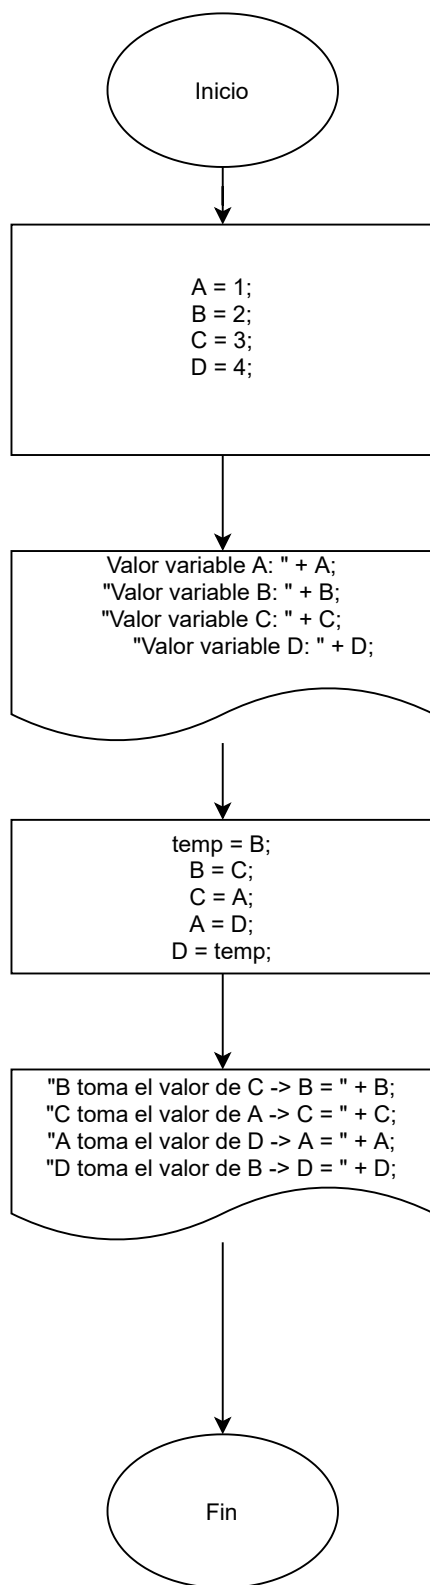 Inicio
A = 1;
B = 2;
C = 3;
D = 4;
Valor variable A: " + A;
"Valor variable B: " + B;
"Valor variable C: " + C;
"Valor variable D: " + D;
temp = B;
B = C;
C = A;
A = D;
D = temp;
"B toma el valor de C -> B = " + B;
"C toma el valor de A -> C = " + C;
"A toma el valor de D -> A = " + A;
"D toma el valor de B -> D = " + D;
Fin